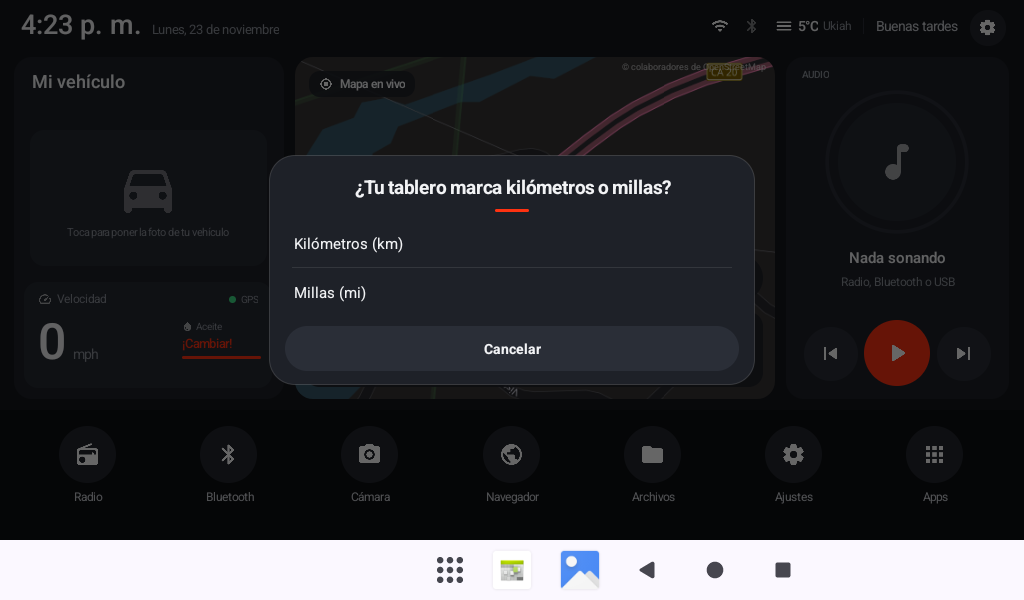 4:23 p. m.
Lunes, 23 de noviembre
5°C Ukiah
Buenas tardes
Mi vehículo
Toca para poner la foto de tu vehículo
Velocidad
GPS
0 mph
Aceite
¡Cambiar!
Mapa en vivo
© colaboradores de OpenStreetMap
CA 20
¿Tu tablero marca kilómetros o millas?
Kilómetros (km)
Millas (mi)
Cancelar
AUDIO
Nada sonando
Radio, Bluetooth o USB
Radio
Bluetooth
Cámara
Navegador
Archivos
Ajustes
Apps